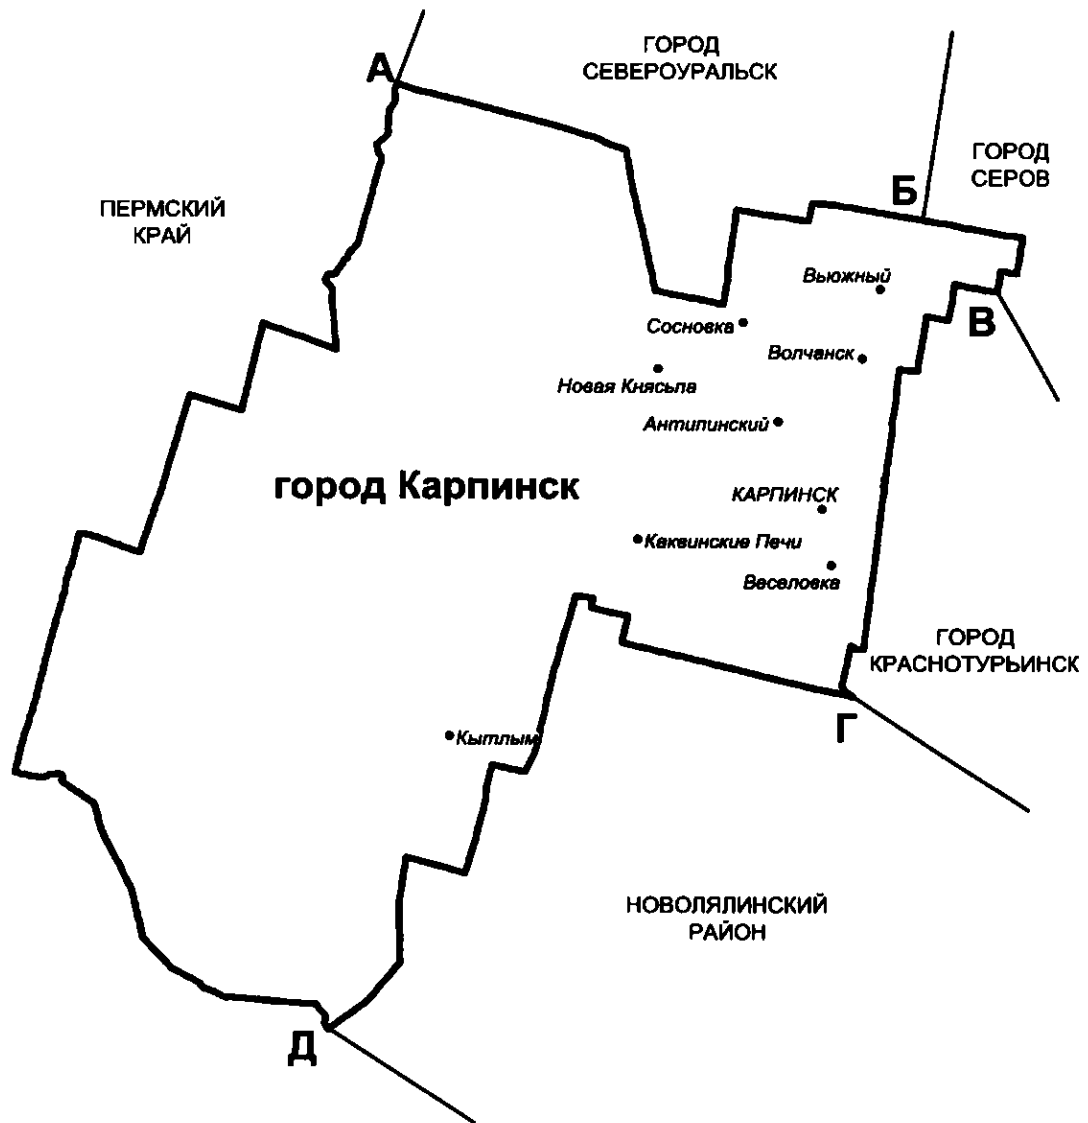 ГОРОД
СЕВЕРОУРАЛЬСК
А
ГОРОД
СЕРОВ
Б
ПЕРМСКИЙ
КРАЙ
Вьюжный
В
Сосновка
Волчанск
Новая Княсьпа
Антипинский
город Карпинск
КАРПИНСК
Каквинские Печи
Веселовка
ГОРОД
КРАСНОТУРЬИНСК
Г
Кытлым
НОВОЛЯЛИНСКИЙ
РАЙОН
Д